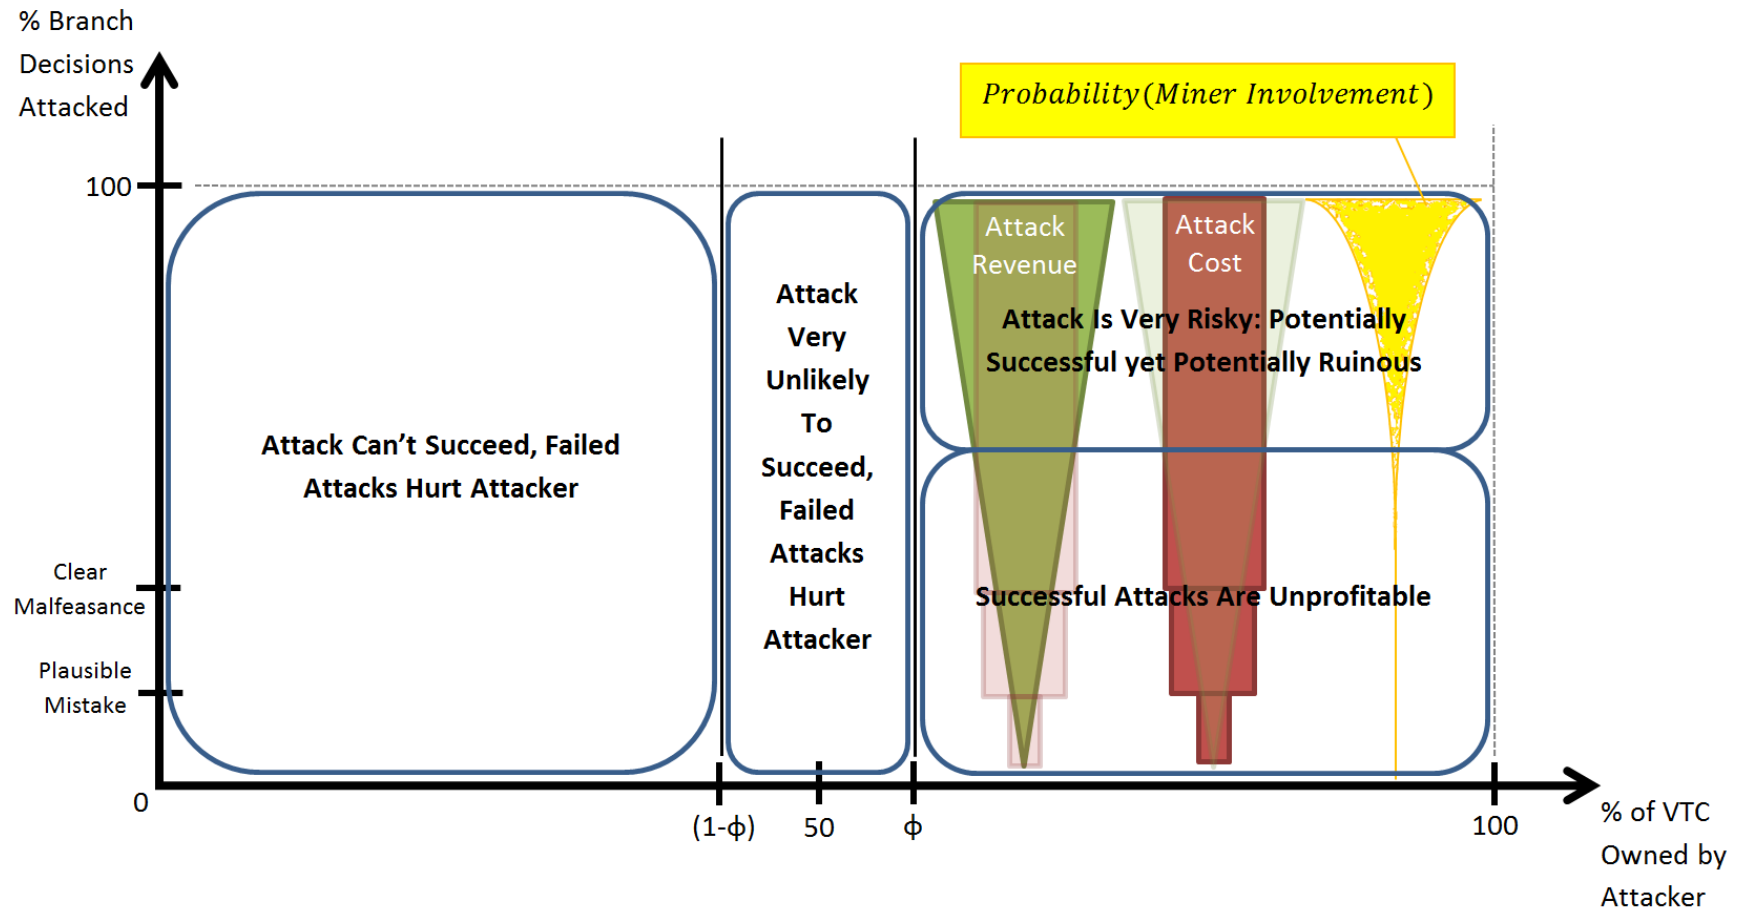 % Branch
Decisions
Attacked
Probability(Miner Involvement)
100
Attack
Revenue
Attack
Cost
Attack Is Very Risky: Potentially
Successful yet Potentially Ruinous
Attack
Very
Unlikely
To
Succeed,
Failed
Attacks
Hurt
Attacker
Attack Can’t Succeed, Failed
Attacks Hurt Attacker
Successful Attacks Are Unprofitable
Clear
Malfeasance
Plausible
Mistake
0
(1-ϕ)
50
ϕ
100
% of VTC
Owned by
Attacker